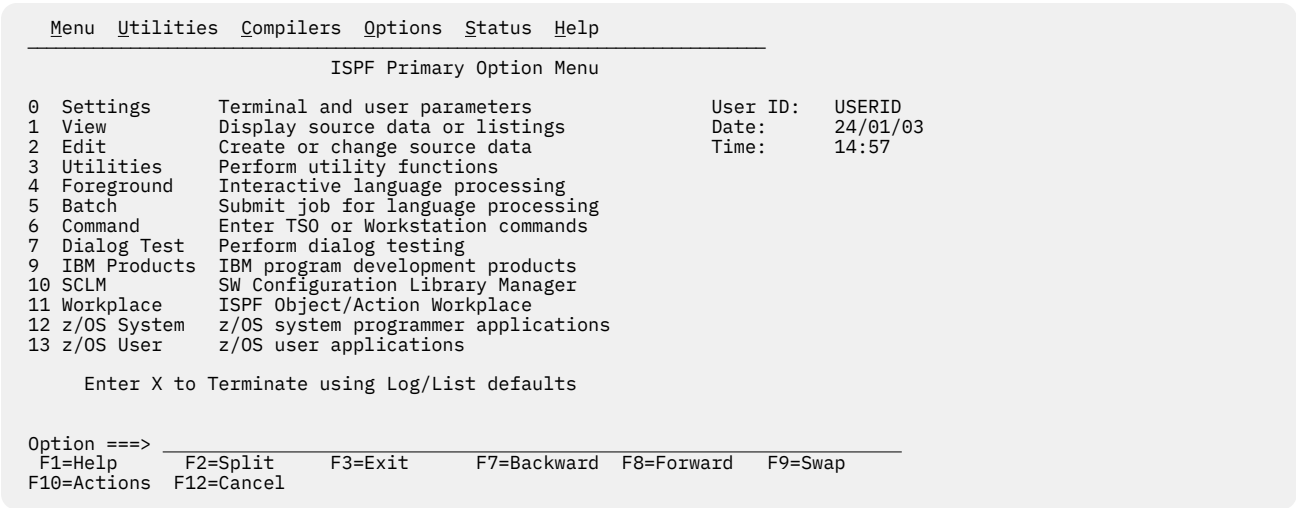 Menu Utilities Compilers Options Status Help
ISPF Primary Option Menu
0 Settings Terminal and user parameters User ID: USERID
1 View Display source data or listings Date: 24/01/03
2 Edit Create or change source data Time: 14:57
3 Utilities Perform utility functions
4 Foreground Interactive language processing
5 Batch Submit job for language processing
6 Command Enter TSO or Workstation commands
7 Dialog Test Perform dialog testing
9 IBM Products IBM program development products
10 SCLM SW Configuration Library Manager
11 Workplace ISPF Object/Action Workplace
12 z/OS System z/OS system programmer applications
13 z/OS User z/OS user applications
Enter X to Terminate using Log/List defaults
Option ===>
F1=Help F2=Split F3=Exit F7=Backward F8=Forward F9=Swap
F10=Actions F12=Cancel